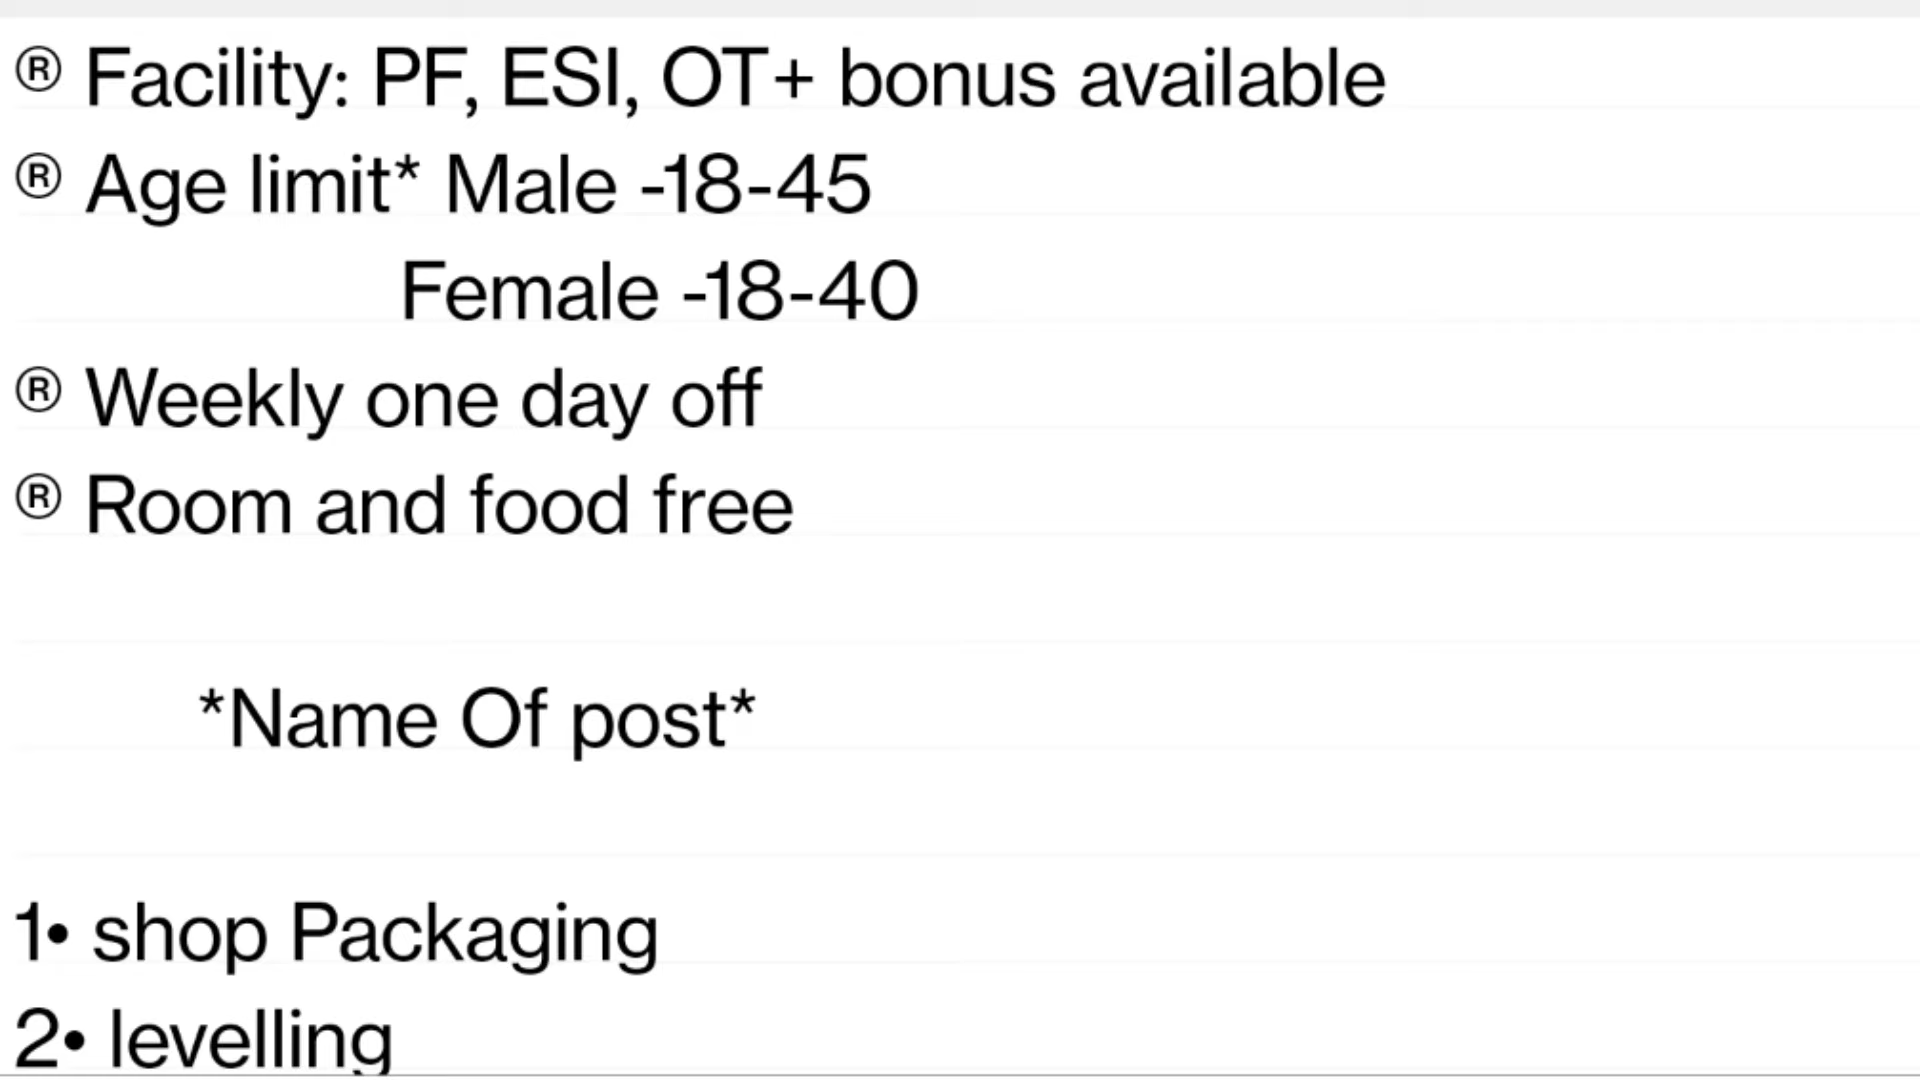 ® Facility: PF, ESI, OT+ bonus available
® Age limit* Male -18-45
Female -18-40
® Weekly one day off
® Room and food free
*Name Of post*
1• shop Packaging
2• levelling